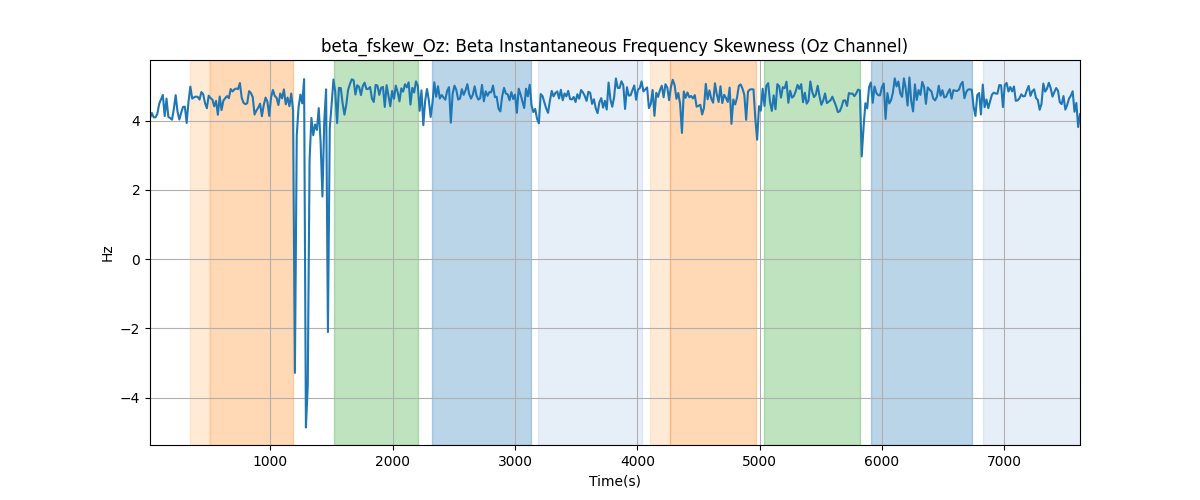 beta_fskew_Oz: Beta Instantaneous Frequency Skewness (Oz Channel)
Hz
4
2
0
−2
−4
1000 2000 3000 4000 5000 6000 7000
Time(s)